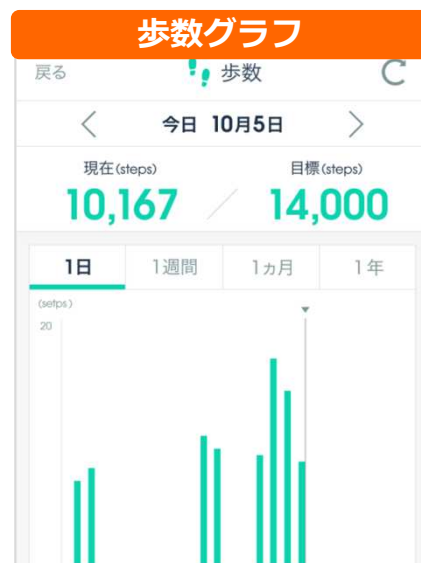 歩数グラフ
戻る 歩数
今日 10月5日
現在(steps) 目標(steps)
10,167 / 14,000
1日 1週間 1ヵ月 1年
(setps)
20